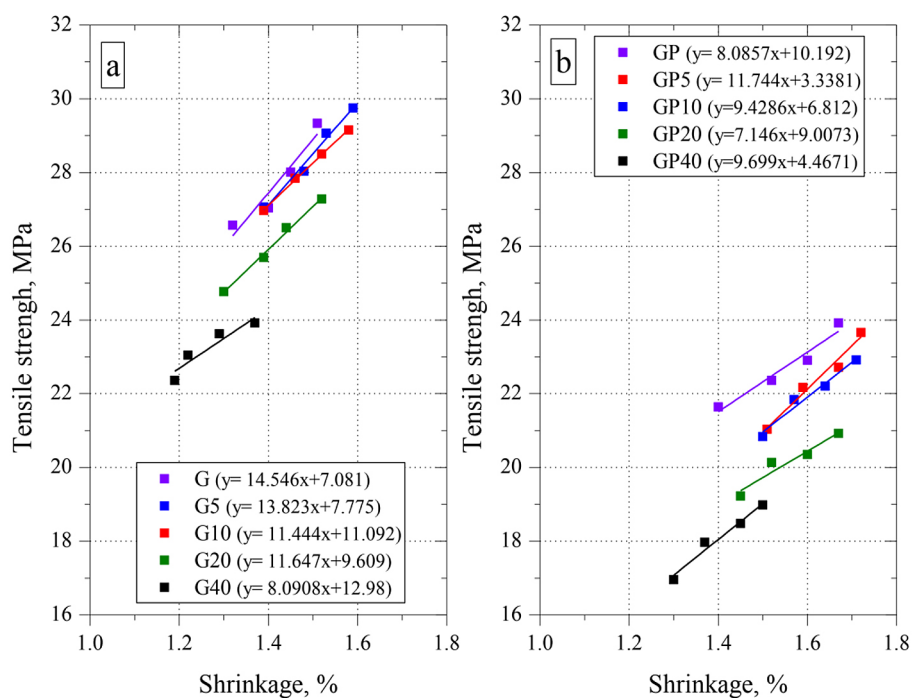 a
32
30
28
26
24
22
20
18
16
1.0
1.2
1.4
1.6
1.8
Tensile strengh, MPa
Shrinkage, %
G (y= 14.546x+7.081)
G5 (y= 13.823x+7.775)
G10 (y= 11.444x+11.092)
G20 (y= 11.647x+9.609)
G40 (y= 8.0908x+12.98)
b
GP (y= 8.0857x+10.192)
GP5 (y= 11.744x+3.3381)
GP10 (y=9.4286x+6.812)
GP20 (y=7.146x+9.0073)
GP40 (y=9.699x+4.4671)
32
30
28
26
24
22
20
18
16
1.0
1.2
1.4
1.6
1.8
Tensile strengh, MPa
Shrinkage, %